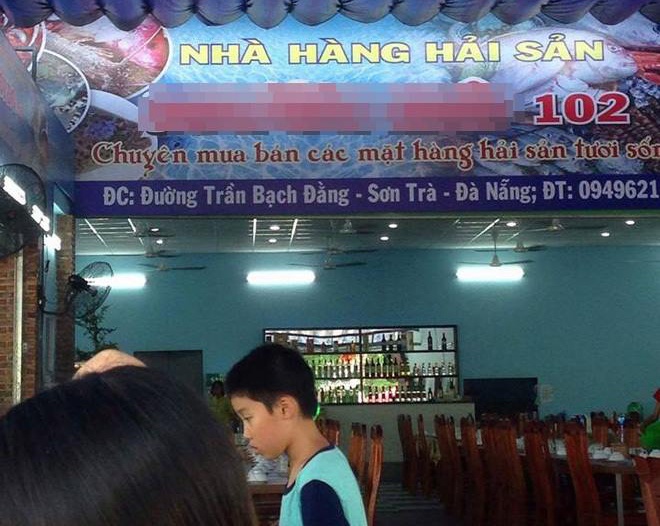 NHÀ HÀNG HẢI SẢN
102
Chuyên mua bán các mặt hàng hải sản tươi sốn
ĐC: Đường Trần Bạch Đằng - Sơn Trà - Đà Nẵng; ĐT: 0949621